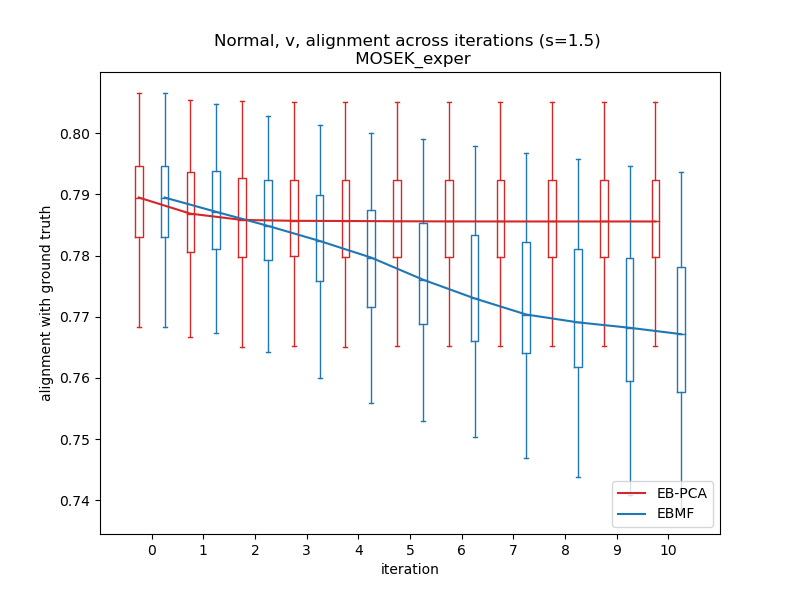 Normal, v, alignment across iterations (s=1.5)
MOSEK_exper
alignment with ground truth
0.80
0.79
0.78
0.77
0.76
0.75
0.74
0 1 2 3 4 5 6 7 8 9 10
iteration
EB-PCA
EBMF